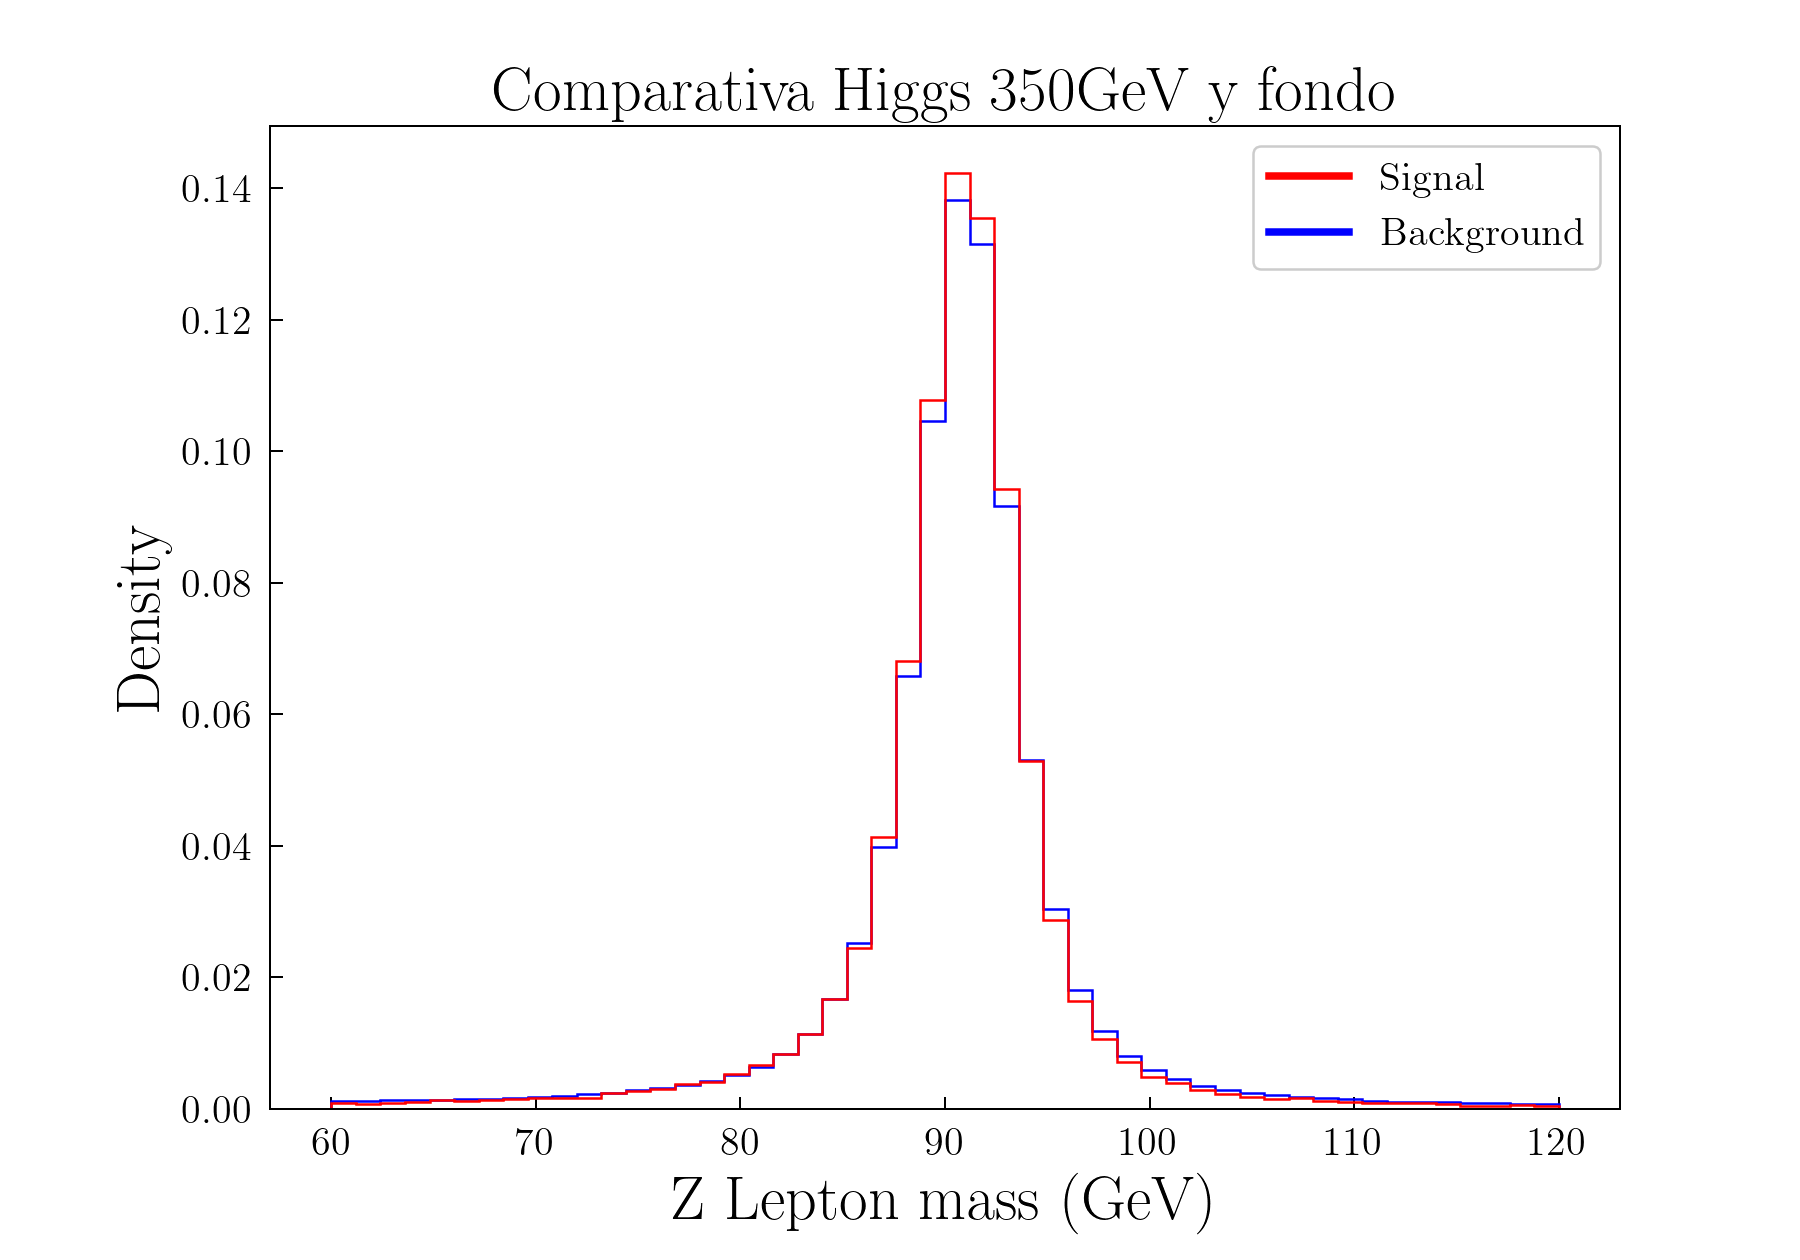 Comparativa Higgs 350GeV y fondo
Signal
Background
0.14
0.12
0.10
0.08
0.06
0.04
0.02
0.00
Density
60 70 80 90 100 110 120
Z Lepton mass (GeV)